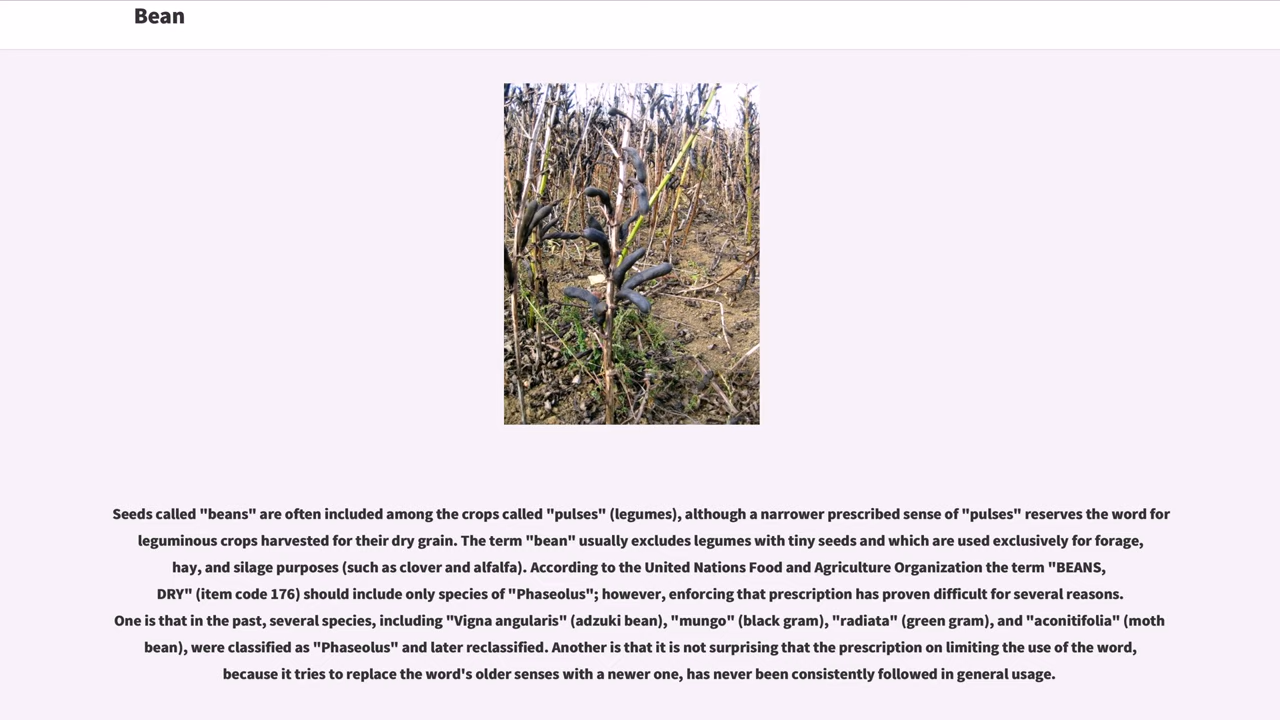 Bean
Seeds called "beans" are often included among the crops called "pulses" (legumes), although a narrower prescribed sense of "pulses" reserves the word for
leguminous crops harvested for their dry grain. The term "bean" usually excludes legumes with tiny seeds and which are used exclusively for forage,
hay, and silage purposes (such as clover and alfalfa). According to the United Nations Food and Agriculture Organization the term "BEANS,
DRY" (item code 176) should include only species of "Phaseolus"; however, enforcing that prescription has proven difficult for several reasons.
One is that in the past, several species, including "Vigna angularis" (adzuki bean), "mungo" (black gram), "radiata" (green gram), and "aconitifolia" (moth
bean), were classified as "Phaseolus" and later reclassified. Another is that it is not surprising that the prescription on limiting the use of the word,
because it tries to replace the word's older senses with a newer one, has never been consistently followed in general usage.